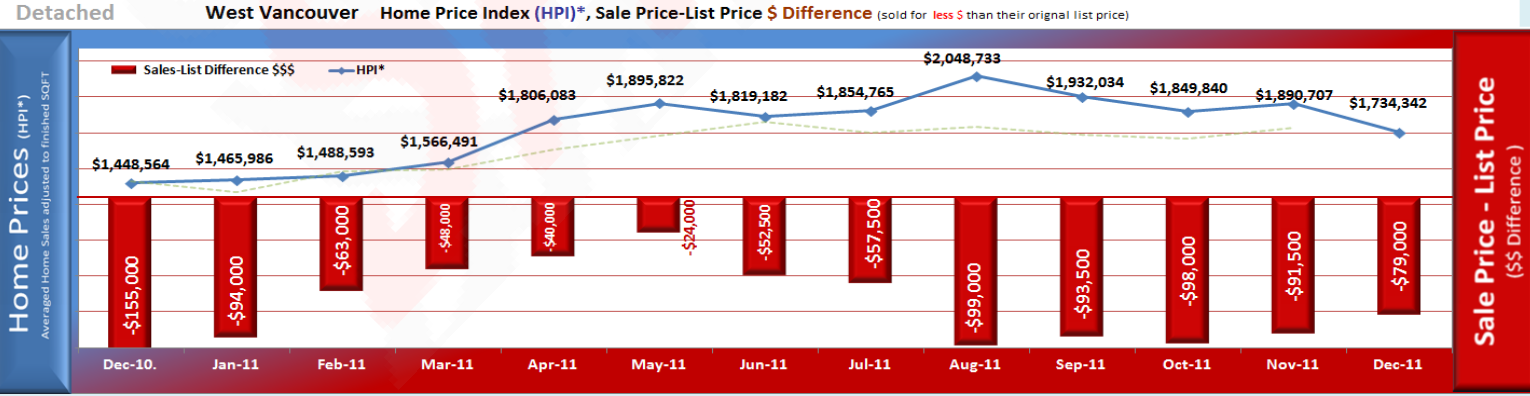 Detached
West Vancouver Home Price Index (HPI)*, Sale Price-List Price $ Difference (sold for less $ than their orignal list price)
Home Prices (HPI*)
Averaged Home Sales adjusted to finished SQFT
Sales-List Difference $$$
HPI*
$1,448,564
$1,465,986
$1,488,593
$1,566,491
$1,806,083
$1,895,822
$1,819,182
$1,854,765
$2,048,733
$1,932,034
$1,849,840
$1,890,707
$1,734,342
-$155,000
-$94,000
-$63,000
-$48,000
-$40,000
-$24,000
-$52,500
-$57,500
-$99,000
-$93,500
-$98,000
-$91,500
-$79,000
Dec-10.
Jan-11
Feb-11
Mar-11
Apr-11
May-11
Jun-11
Jul-11
Aug-11
Sep-11
Oct-11
Nov-11
Dec-11
Sale Price - List Price
($$ Difference )